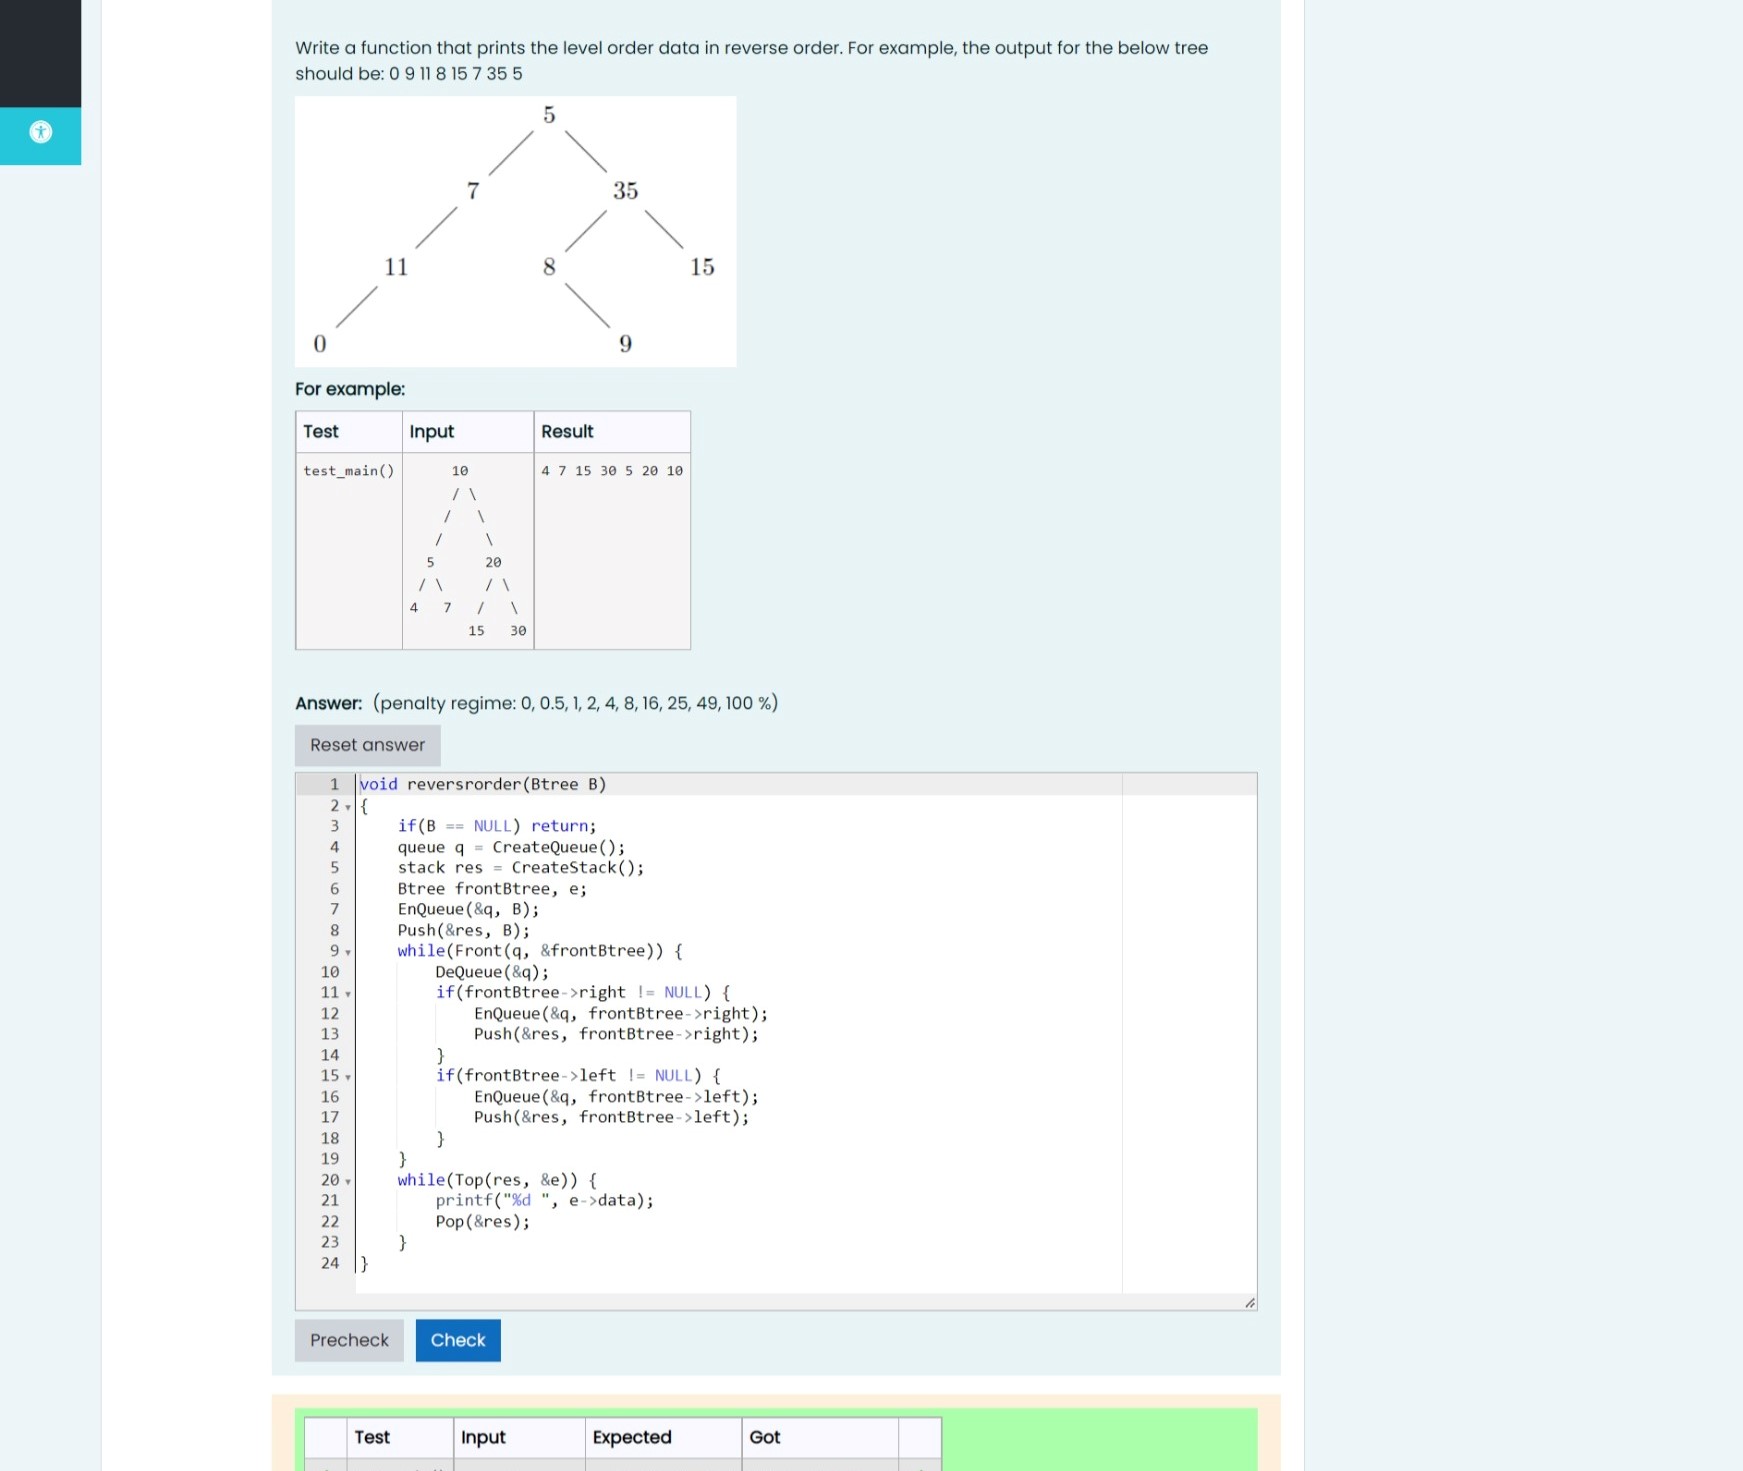 Write a function that prints the level order data in reverse order. For example, the output for the below tree
should be: 0 9 11 8 15 7 35 5
5
7 35
11 8 15
0 9
For example:
Test Input Result
test_main() 10 4 7 15 30 5 20 10
/ \
/ \
/ \
5 20
/ \ / \
4 7 / \
15 30
Answer: (penalty regime: 0, 0.5, 1, 2, 4, 8, 16, 25, 49, 100 %)
Reset answer
1 void reversrorder(Btree B)
2 {
3 if(B == NULL) return;
4 queue q = CreateQueue();
5 stack res = CreateStack();
6 Btree frontBtree, e;
7 EnQueue(&q, B);
8 Push(&res, B);
9 while(Front(q, &frontBtree)) {
10 DeQueue(&q);
11 if(frontBtree->right != NULL) {
12 EnQueue(&q, frontBtree->right);
13 Push(&res, frontBtree->right);
14 }
15 if(frontBtree->left != NULL) {
16 EnQueue(&q, frontBtree->left);
17 Push(&res, frontBtree->left);
18 }
19 }
20 while(Top(res, &e)) {
21 printf("%d ", e->data);
22 Pop(&res);
23 }
24 }
Precheck Check
Test Input Expected Got